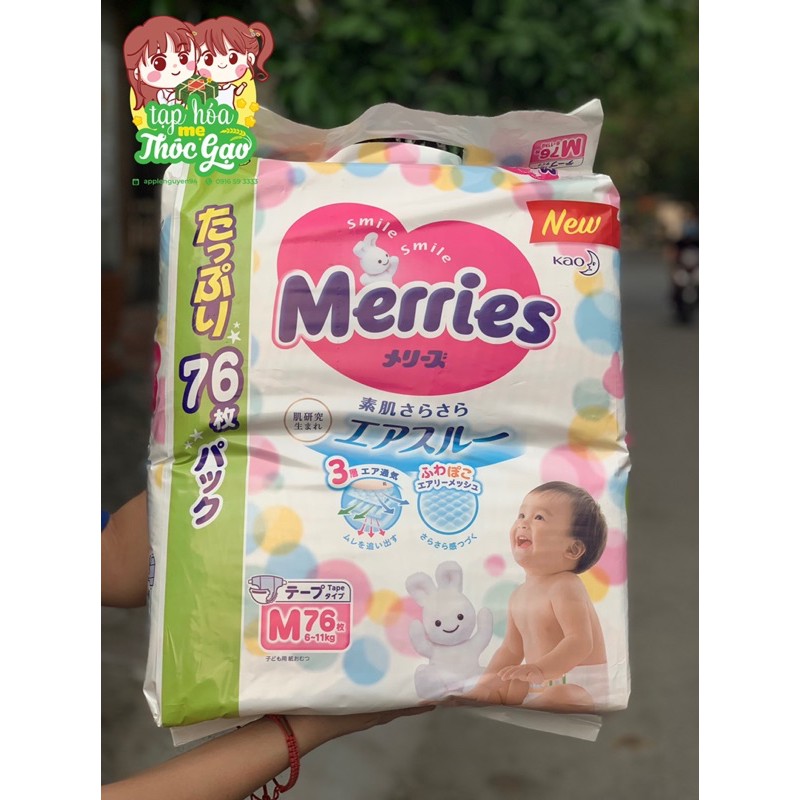 tạp hóa
mẹ
Thóc Gạo
たっぷり
76枚
パック
M76
New
Kao
Smile Smile
Merries
メリーズ
肌研究
生まれ
素肌さらさら
エアスルー
3層エア通気
ムレを追い出す
ふわぽこ
エアリーメッシュ
さらさら感つづく
テープ Tape
タイプ
M 76枚
6-11kg
子ども用 紙おむつ